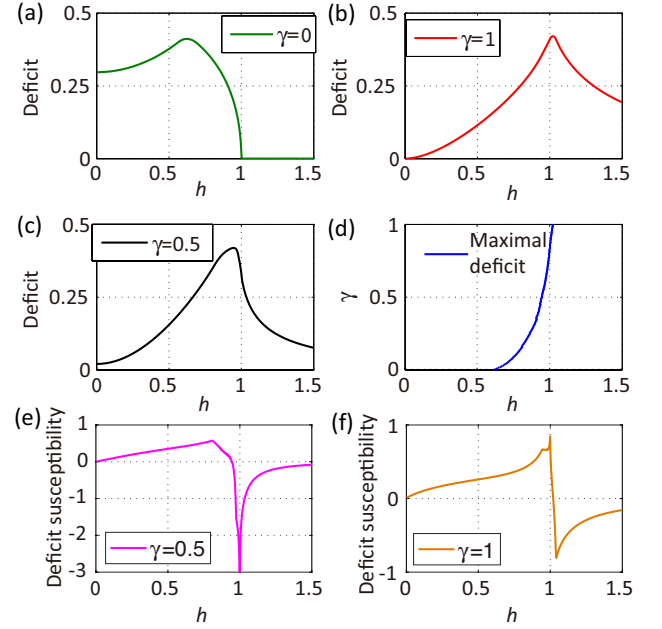 (a)
γ=0
0.5
0.25
0
Deficit
0
0.5
1
1.5
h
(b)
γ=1
0.5
0.25
0
Deficit
0
0.5
1
1.5
h
(c)
γ=0.5
0.5
0.25
0
Deficit
0
0.5
1
1.5
h
(d)
Maximal
deficit
1
0.5
0
γ
0
0.5
1
1.5
h
(e)
γ=0.5
1
0
-1
-2
-3
Deficit susceptibility
0
0.5
1
1.5
h
(f)
γ=1
1
0
-1
Deficit susceptibility
0
0.5
1
1.5
h